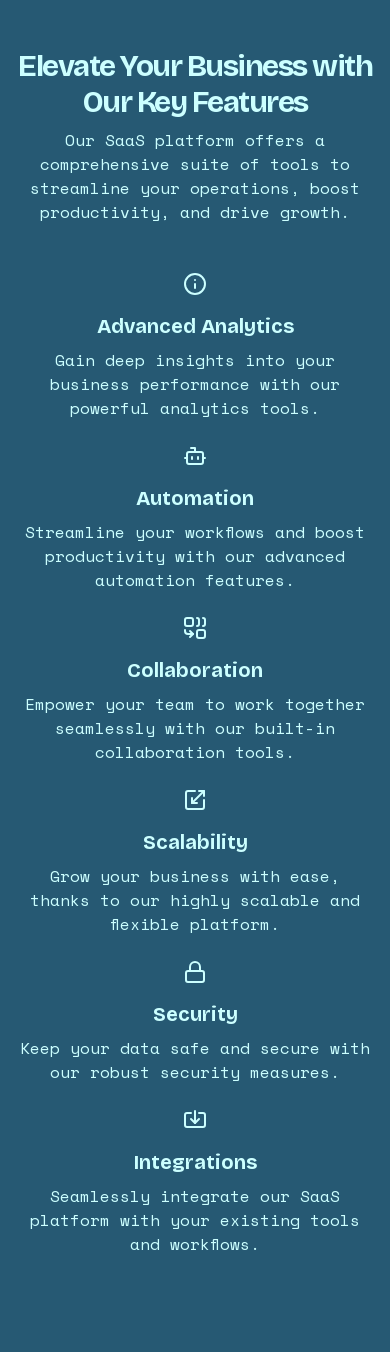 Elevate Your Business with
Our Key Features
Our SaaS platform offers a
comprehensive suite of tools to
streamline your operations, boost
productivity, and drive growth.
Advanced Analytics
Gain deep insights into your
business performance with our
powerful analytics tools.
Automation
Streamline your workflows and boost
productivity with our advanced
automation features.
Collaboration
Empower your team to work together
seamlessly with our built-in
collaboration tools.
Scalability
Grow your business with ease,
thanks to our highly scalable and
flexible platform.
Security
Keep your data safe and secure with
our robust security measures.
Integrations
Seamlessly integrate our SaaS
platform with your existing tools
and workflows.